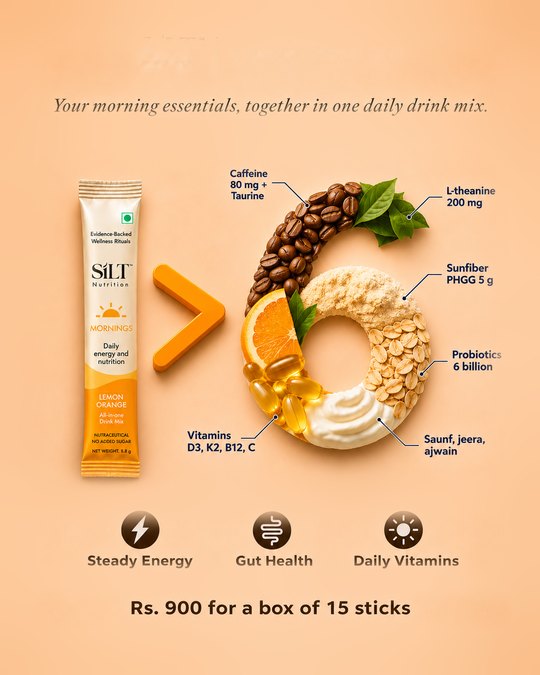 Your morning essentials, together in one daily drink mix.
Evidence-Backed
Wellness Rituals
SiLT™
Nutrition
MORNINGS
Daily
energy and
nutrition
LEMON
ORANGE
All-in-one
Drink Mix
NUTRACEUTICAL
NO ADDED SUGAR
NET WEIGHT. 5.8 g
>
6
Caffeine
80 mg +
Taurine
L-theanine
200 mg
Sunfiber
PHGG 5 g
Probiotics
6 billion
Saunf, jeera,
ajwain
Vitamins
D3, K2, B12, C
Steady Energy
Gut Health
Daily Vitamins
Rs. 900 for a box of 15 sticks